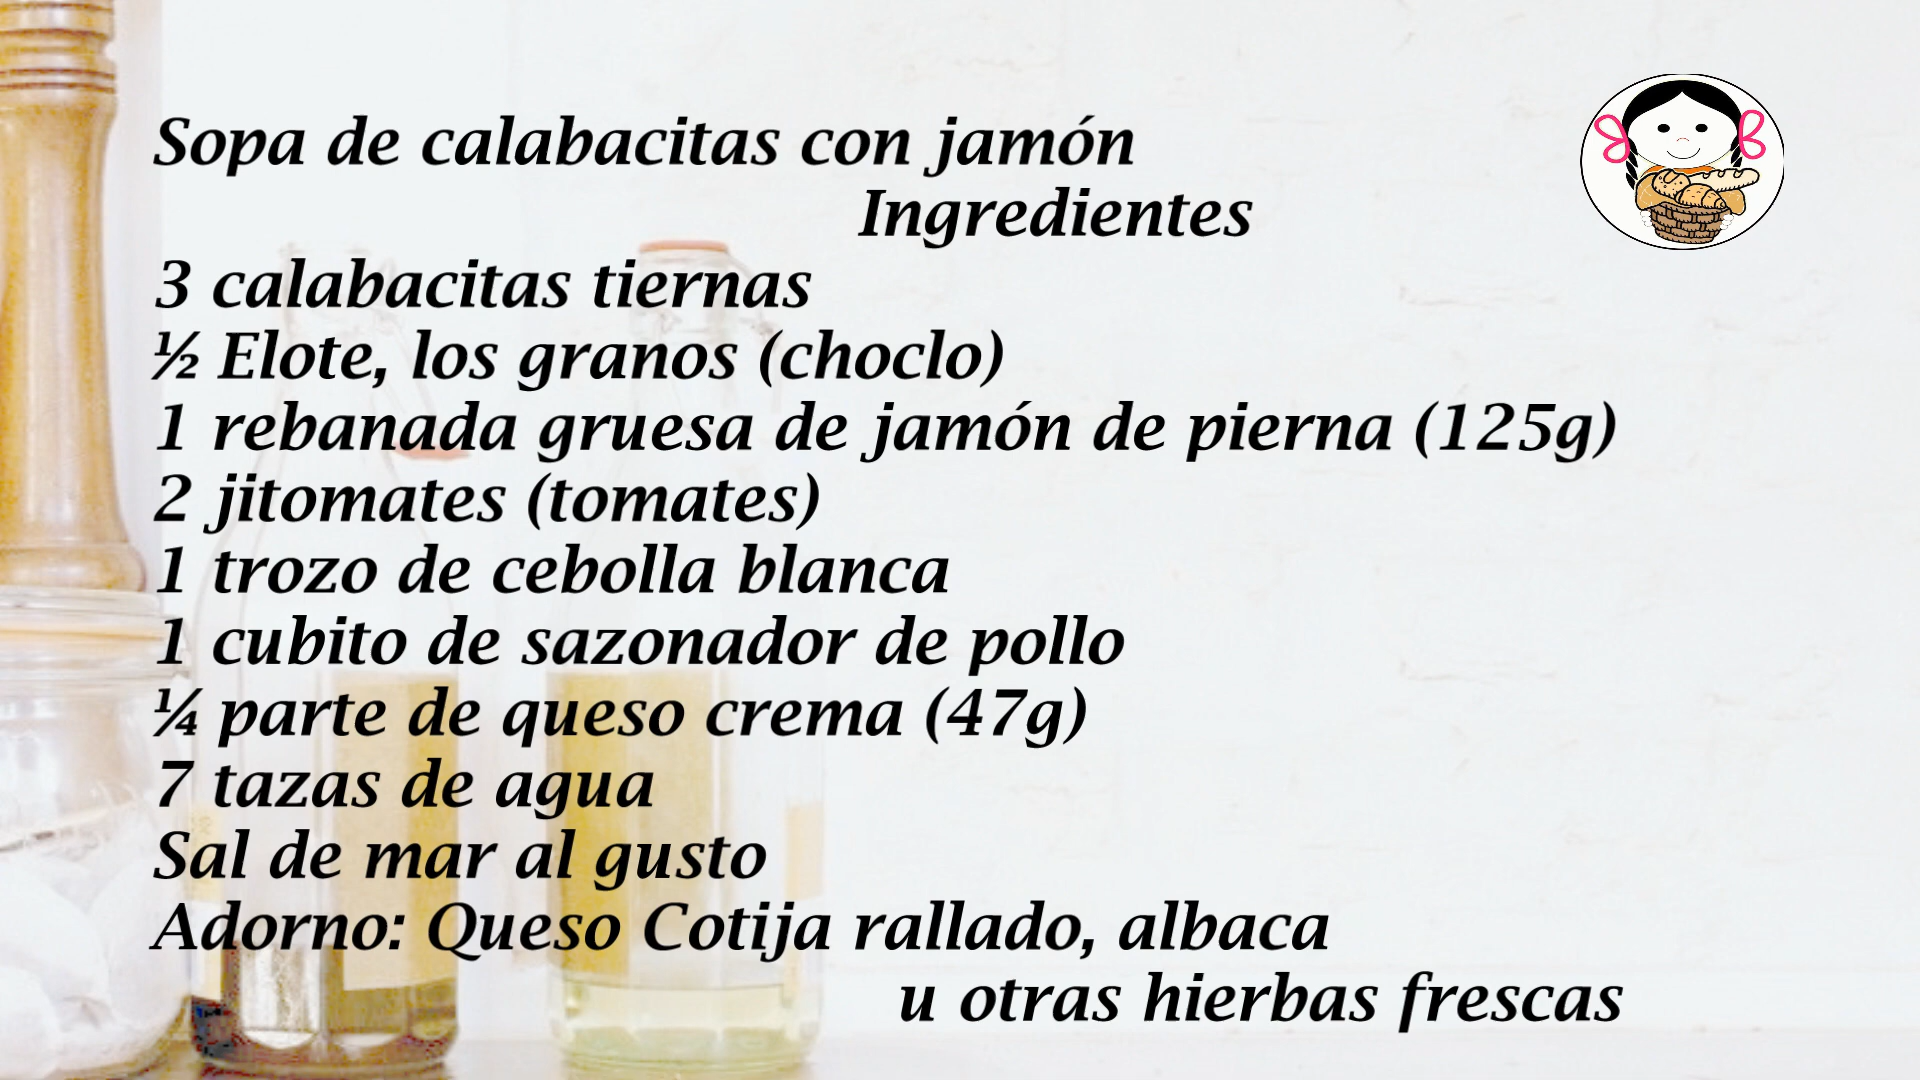 Sopa de calabacitas con jamón
Ingredientes
3 calabacitas tiernas
½ Elote, los granos (choclo)
1 rebanada gruesa de jamón de pierna (125g)
2 jitomates (tomates)
1 trozo de cebolla blanca
1 cubito de sazonador de pollo
¼ parte de queso crema (47g)
7 tazas de agua
Sal de mar al gusto
Adorno: Queso Cotija rallado, albaca
u otras hierbas frescas